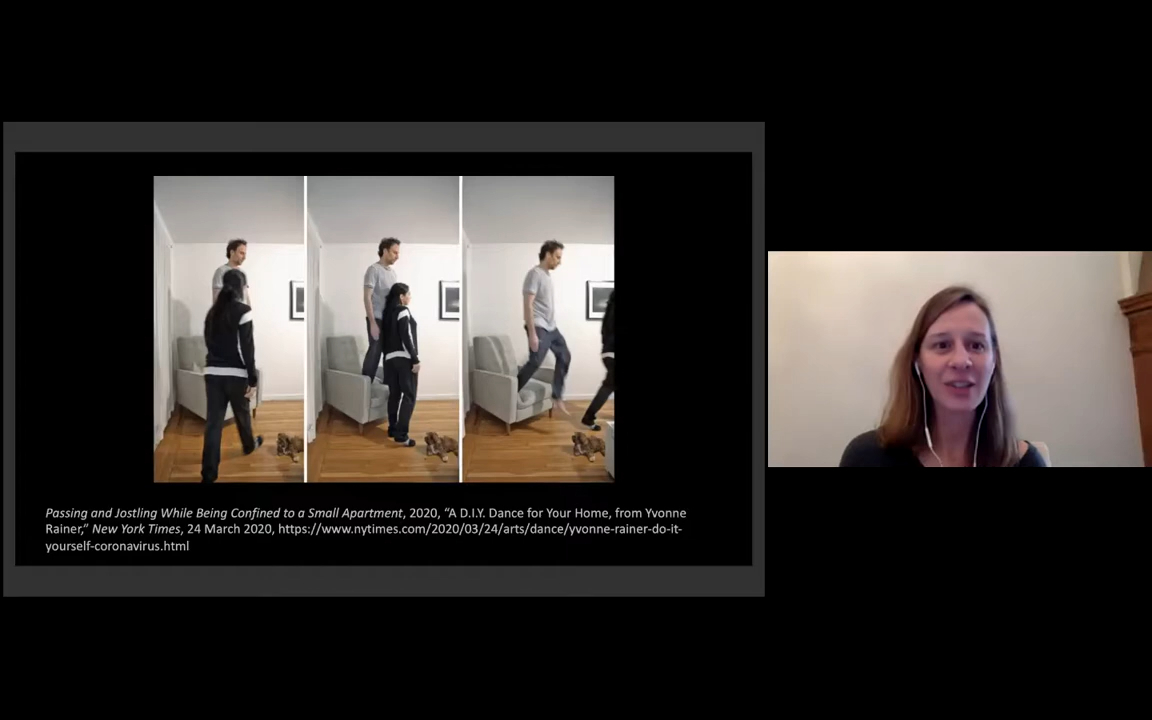 Passing and Jostling While Being Confined to a Small Apartment, 2020, “A D.I.Y. Dance for Your Home, from Yvonne
Rainer,” New York Times, 24 March 2020, https://www.nytimes.com/2020/03/24/arts/dance/yvonne-rainer-do-it-
yourself-coronavirus.html